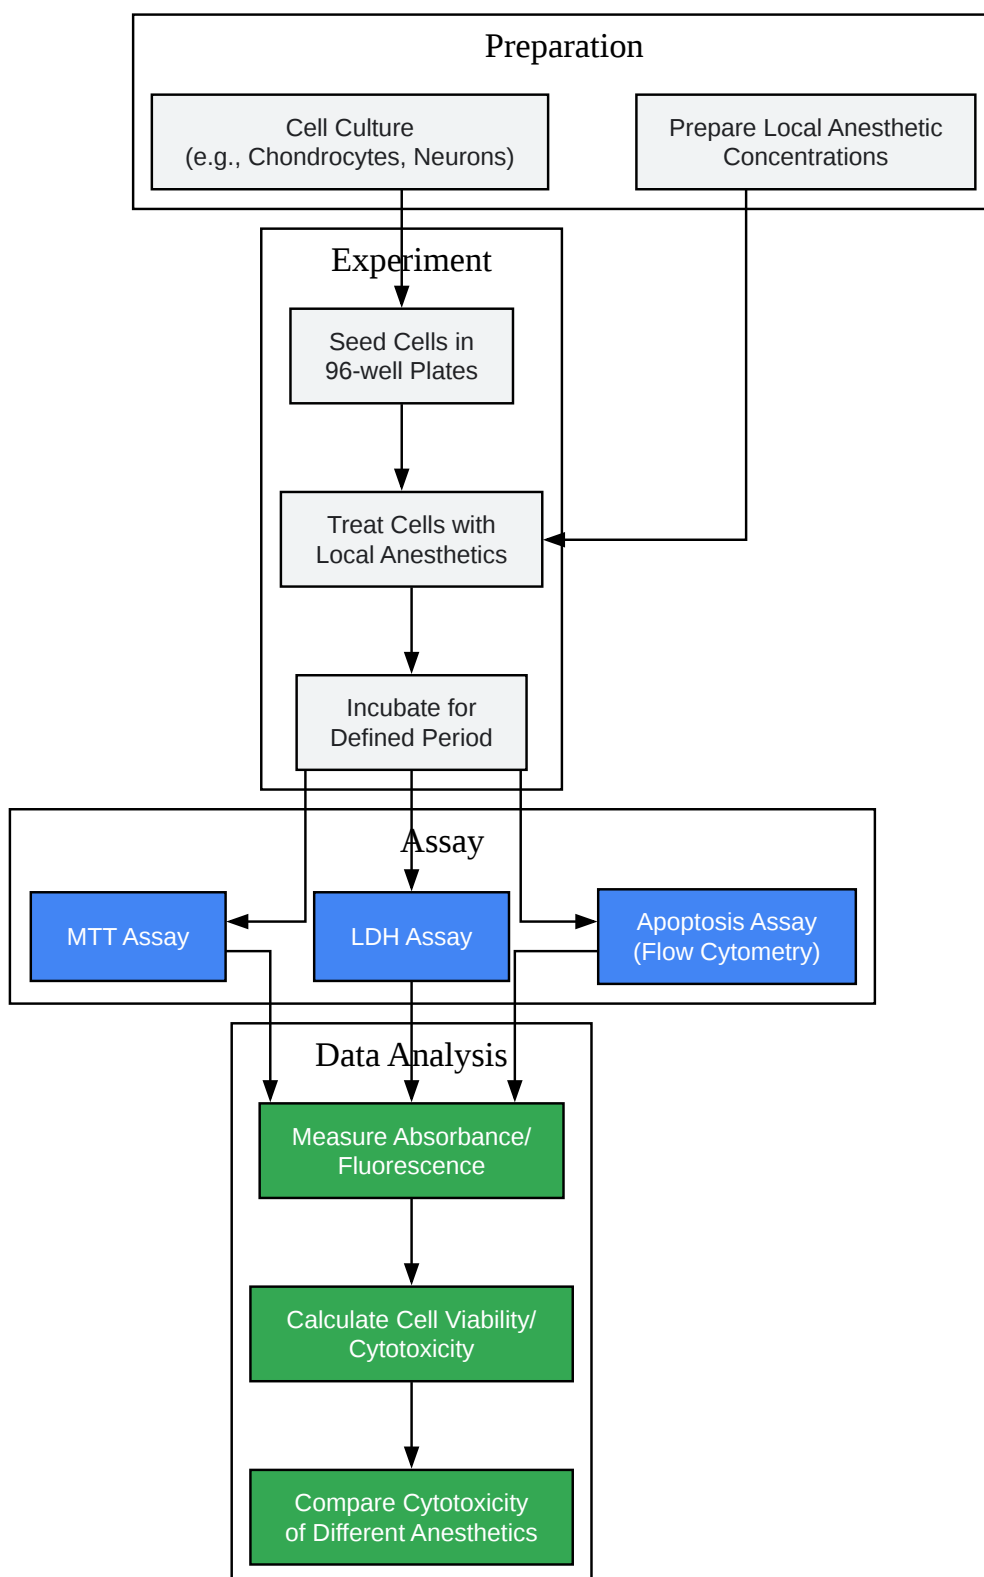 Preparation
Cell Culture
(e.g., Chondrocytes, Neurons)
Prepare Local Anesthetic
Concentrations
Experiment
Seed Cells in
96-well Plates
Treat Cells with
Local Anesthetics
Incubate for
Defined Period
Assay
MTT Assay
LDH Assay
Apoptosis Assay
(Flow Cytometry)
Data Analysis
Measure Absorbance/
Fluorescence
Calculate Cell Viability/
Cytotoxicity
Compare Cytotoxicity
of Different Anesthetics